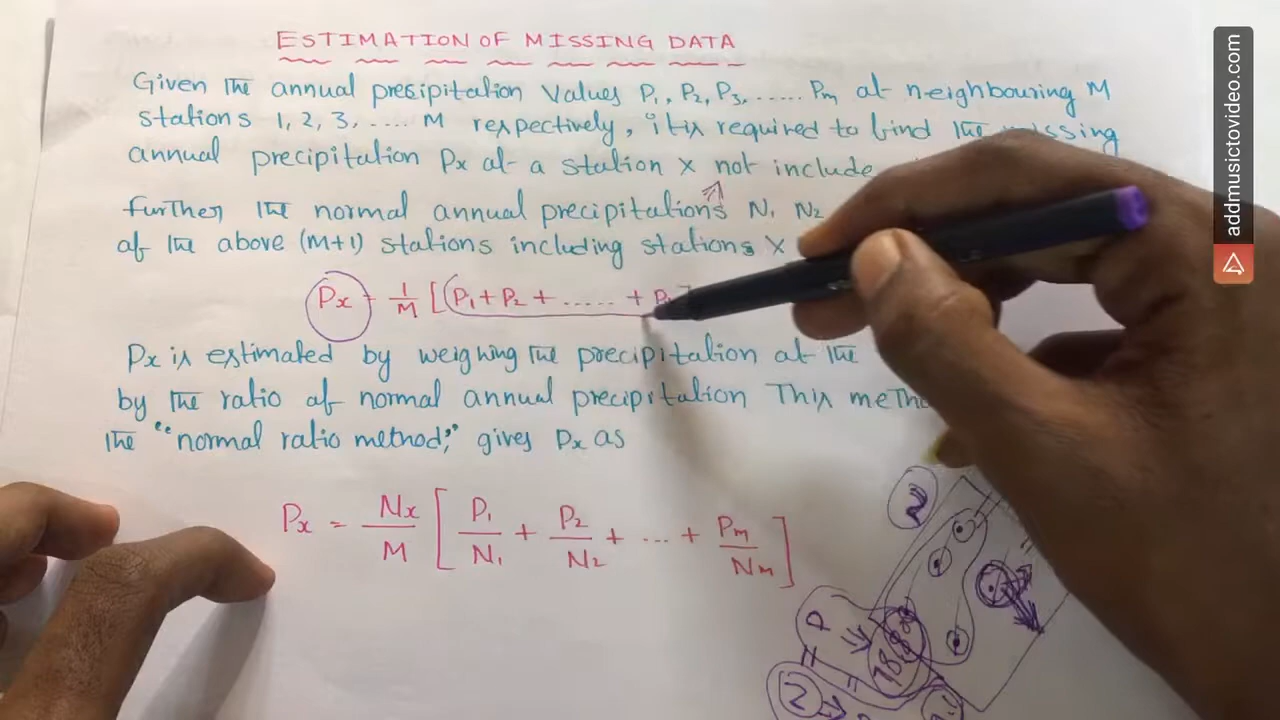 ESTIMATION OF MISSING DATA
Given the annual precipitation values P₁, P₂, P₃, ...... Pm at neighbouring M
stations 1, 2, 3, .... M respectively, it is required to find the missing
annual precipitation Px at a station X not include
further the normal annual precipitations N₁ N₂
of the above (M+1) stations including stations X
Px = 1/M [(P₁ + P₂ + ...... + P
Px is estimated by weighing the precipitation at the
by the ratio of normal annual precipitation This meth
the "normal ratio method;" gives Px as
Px = Nx/M [P₁/N₁ + P₂/N₂ + ... + Pm/Nm]
P
N
addmusictovideo.com